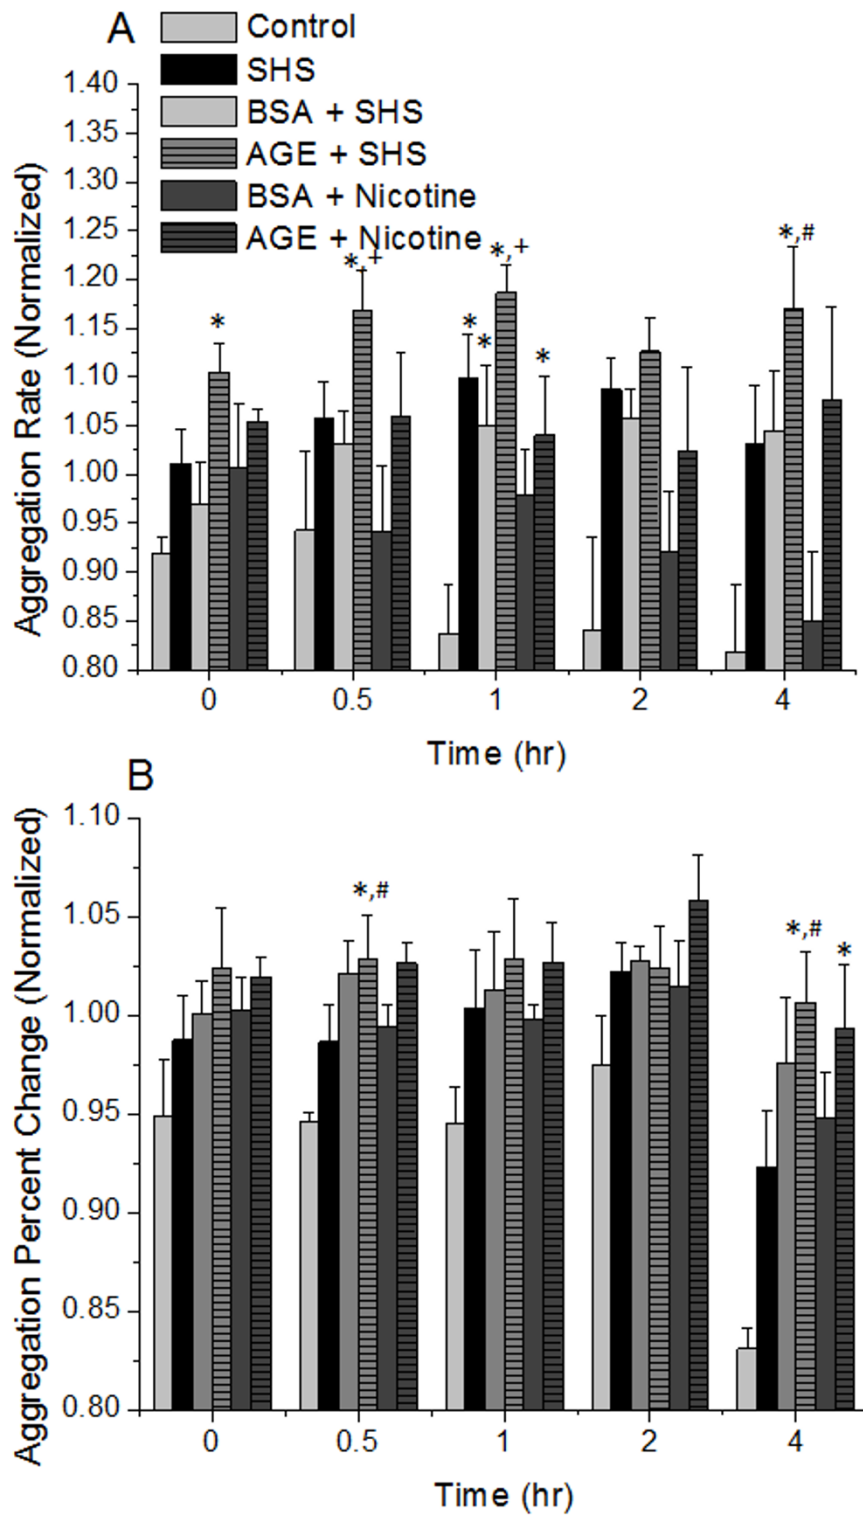 A
Control
SHS
BSA + SHS
AGE + SHS
BSA + Nicotine
AGE + Nicotine
Aggregation Rate (Normalized)
1.40
1.35
1.30
1.25
1.20
1.15
1.10
1.05
1.00
0.95
0.90
0.85
0.80
*
*,+
*
*
*,+
*
*,#
0 0.5 1 2 4
Time (hr)
B
Aggregation Percent Change (Normalized)
1.10
1.05
1.00
0.95
0.90
0.85
0.80
*,#
*,#
*
0 0.5 1 2 4
Time (hr)